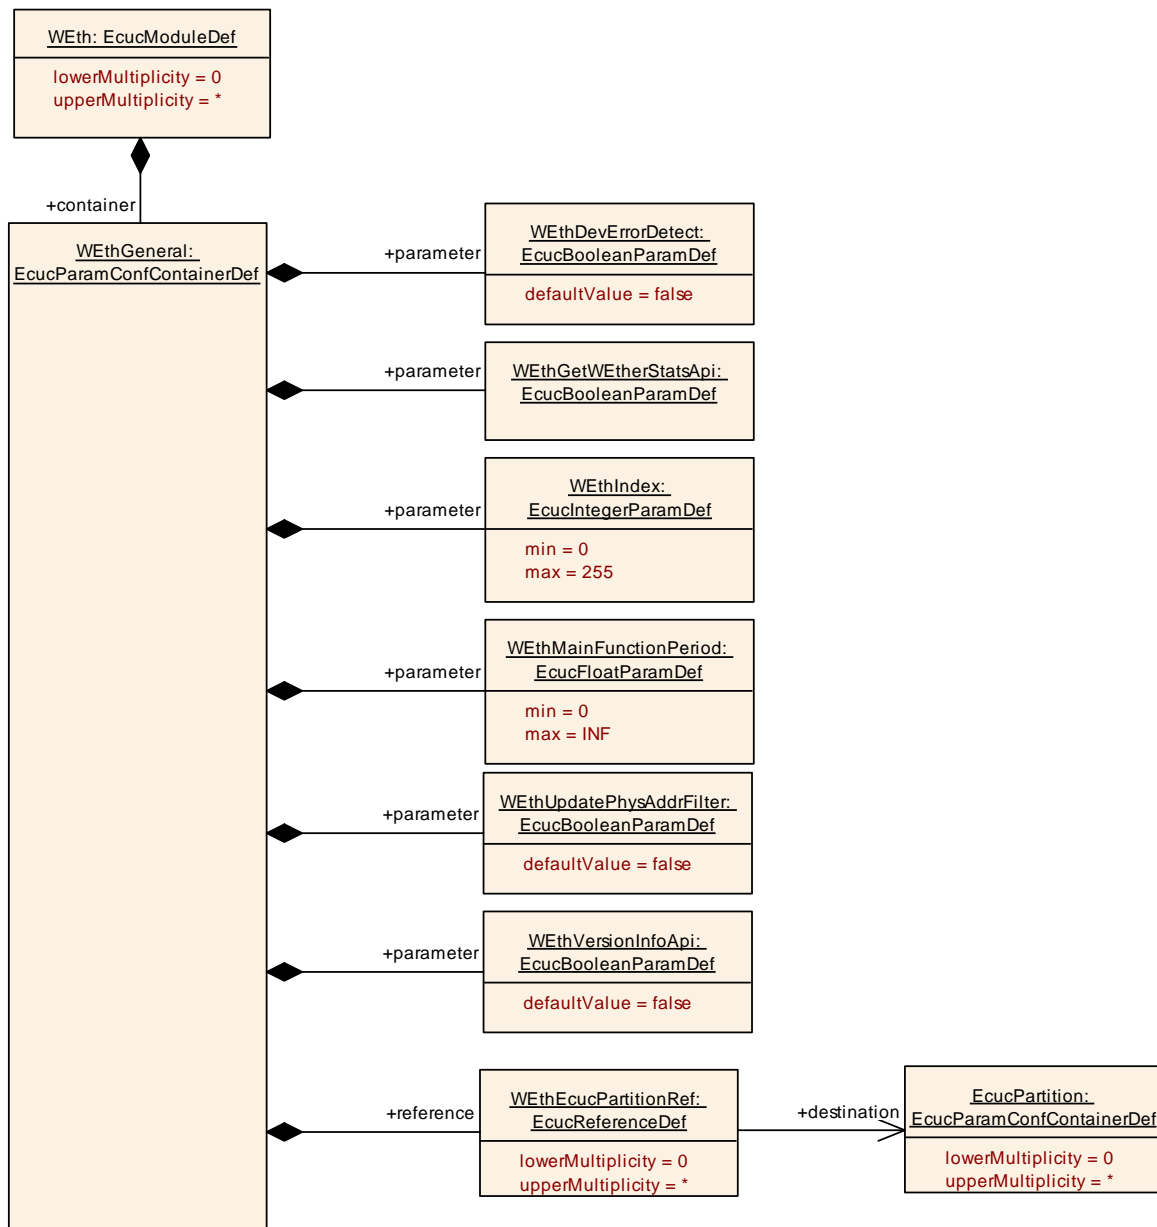 WEth: EcucModuleDef
lowerMultiplicity = 0
upperMultiplicity = *
+container
WEthGeneral:
EcucParamConfContainerDef
+parameter
WEthDevErrorDetect:
EcucBooleanParamDef
defaultValue = false
+parameter
WEthGetWEtherStatsApi:
EcucBooleanParamDef
+parameter
WEthIndex:
EcucIntegerParamDef
min = 0
max = 255
+parameter
WEthMainFunctionPeriod:
EcucFloatParamDef
min = 0
max = INF
+parameter
WEthUpdatePhysAddrFilter:
EcucBooleanParamDef
defaultValue = false
+parameter
WEthVersionInfoApi:
EcucBooleanParamDef
defaultValue = false
+reference
WEthEcucPartitionRef:
EcucReferenceDef
lowerMultiplicity = 0
upperMultiplicity = *
+destination
EcucPartition:
EcucParamConfContainerDef
lowerMultiplicity = 0
upperMultiplicity = *